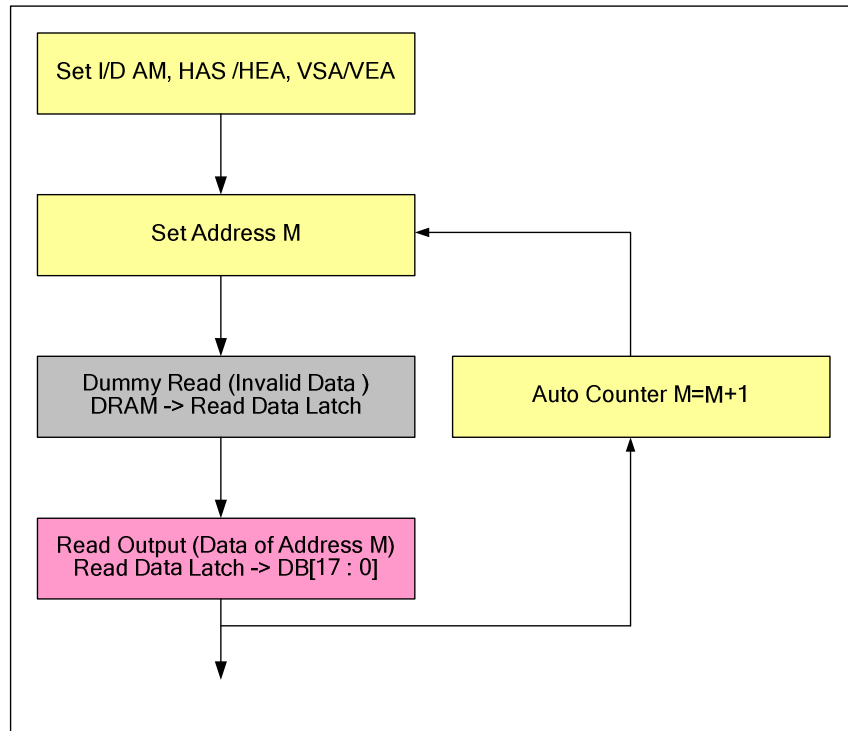 Set I/D AM, HAS /HEA, VSA/VEA
Set Address M
Dummy Read (Invalid Data )
DRAM -> Read Data Latch
Auto Counter M=M+1
Read Output (Data of Address M)
Read Data Latch -> DB[17 : 0]